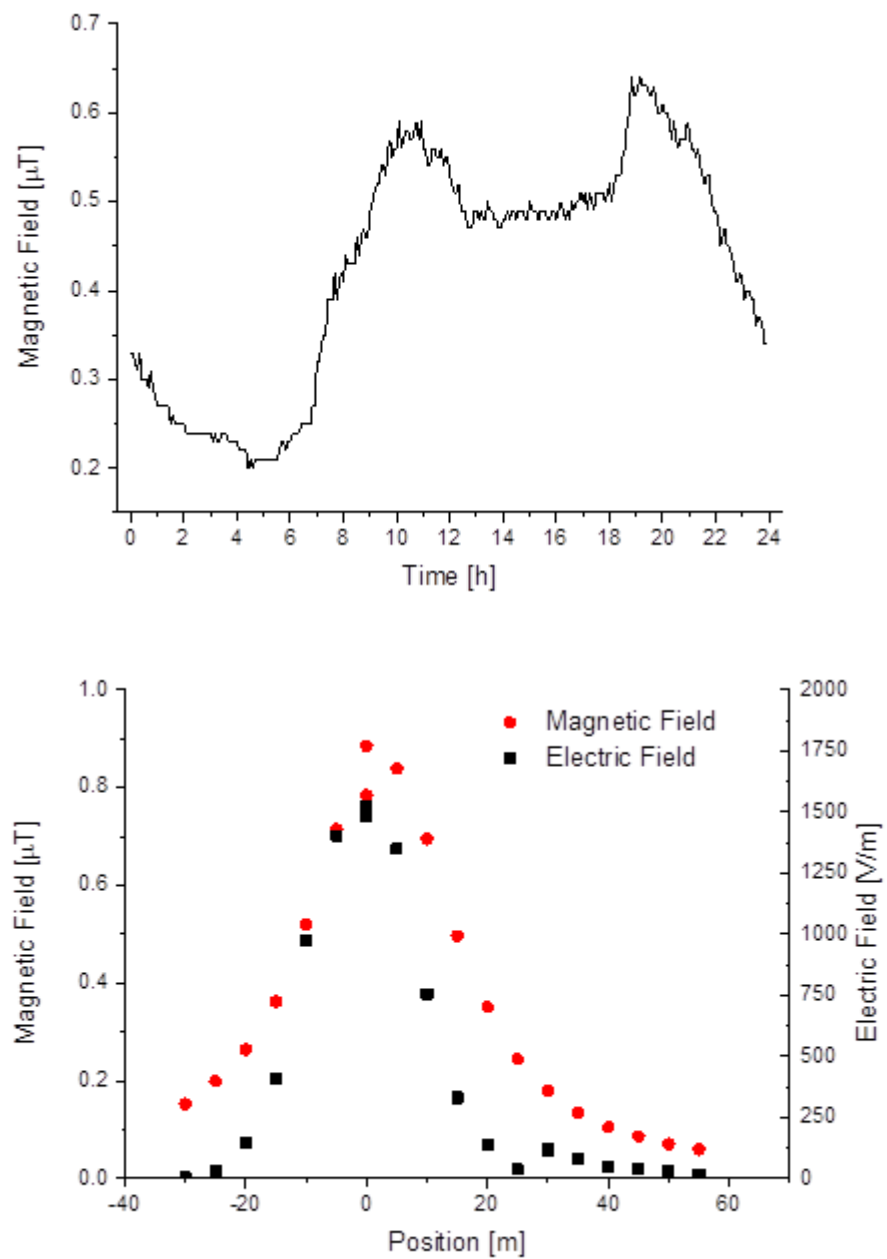 0.7
0.6
0.5
0.4
0.3
0.2
Magnetic Field [μT]
0 2 4 6 8 10 12 14 16 18 20 22 24
Time [h]
1.0
0.8
0.6
0.4
0.2
0.0
Magnetic Field [μT]
Magnetic Field
Electric Field
2000
1750
1500
1250
1000
750
500
250
0
Electric Field [V/m]
-40 -20 0 20 40 60
Position [m]